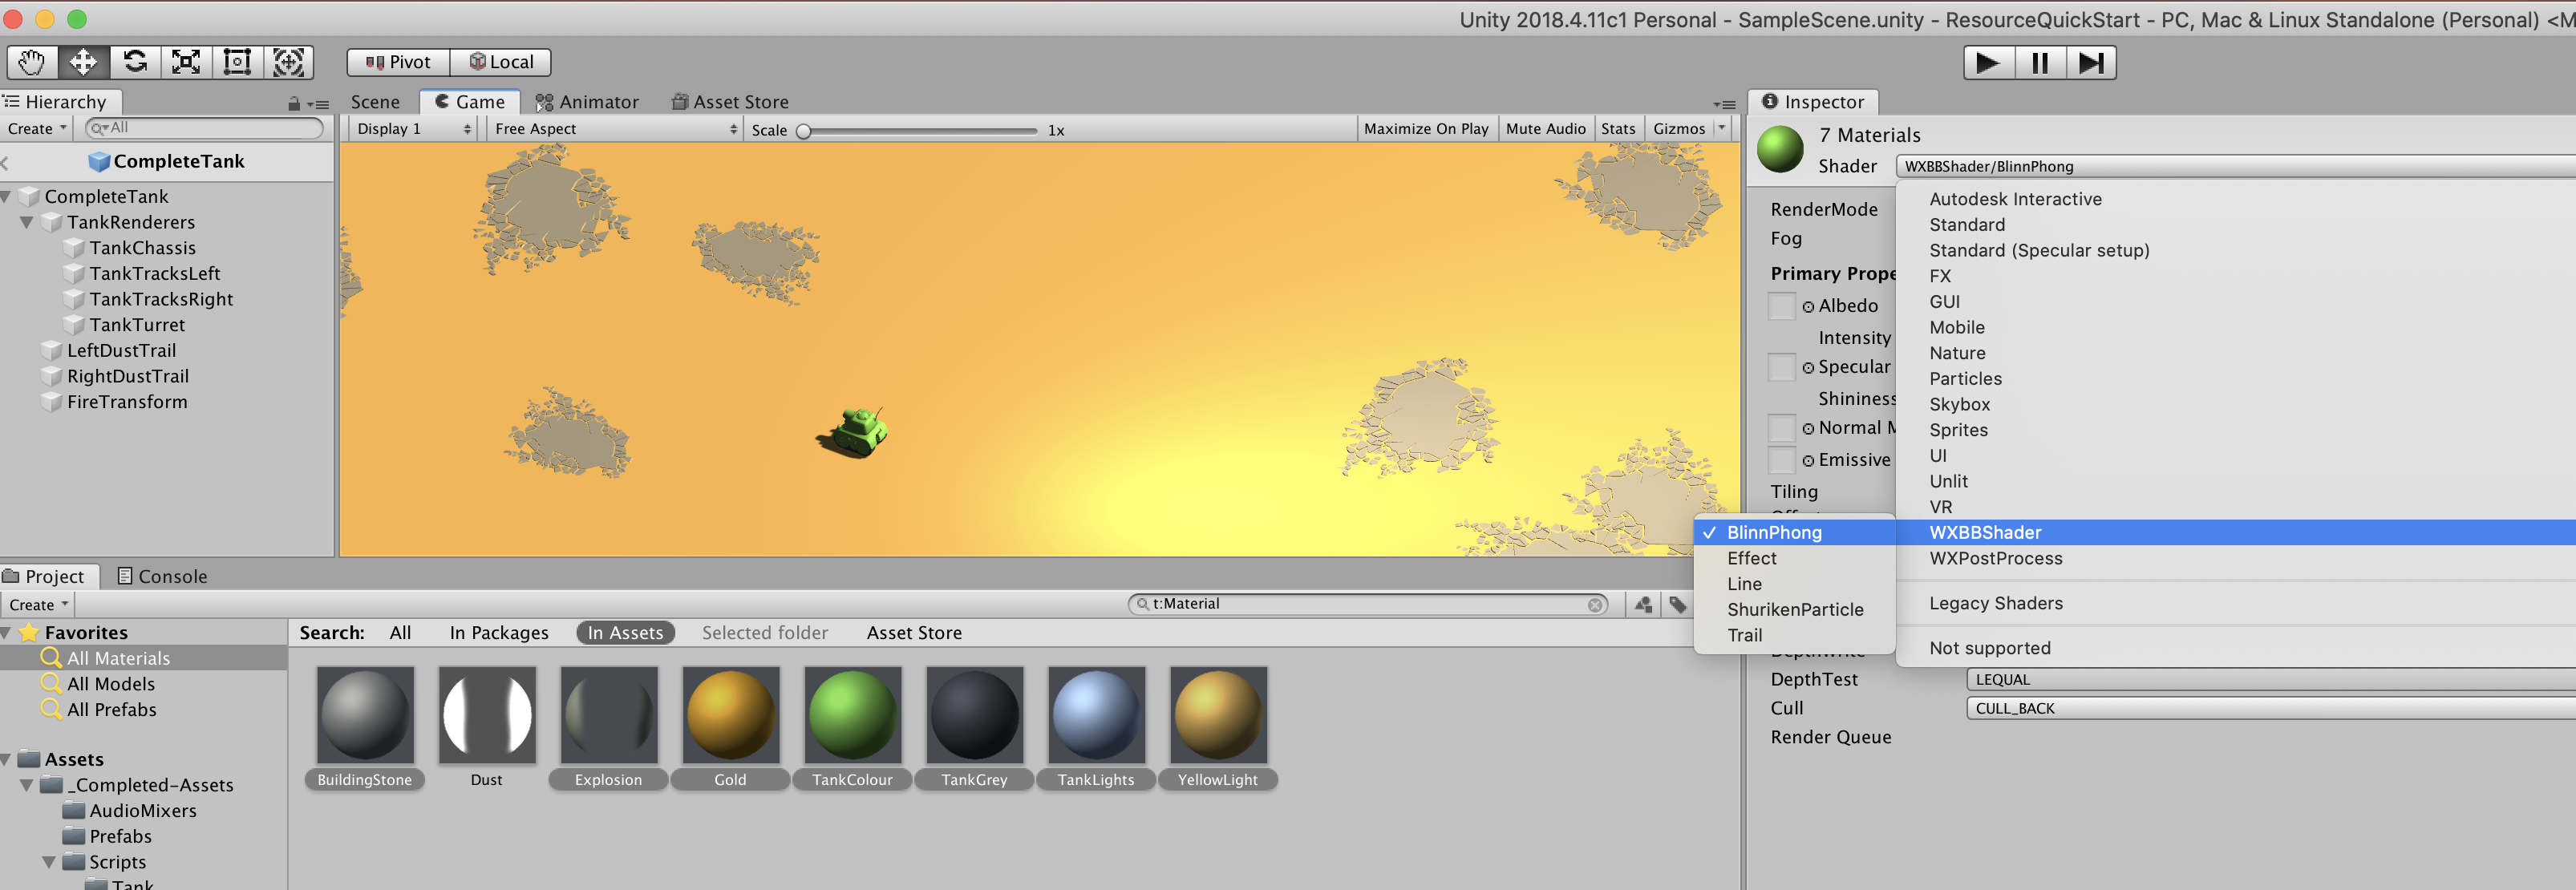 Unity 2018.4.11c1 Personal - SampleScene.unity - ResourceQuickStart - PC, Mac & Linux Standalone (Personal) <M
Pivot Local
Hierarchy
Create All
CompleteTank
CompleteTank
TankRenderers
TankChassis
TankTracksLeft
TankTracksRight
TankTurret
LeftDustTrail
RightDustTrail
FireTransform
Scene Game Animator Asset Store
Display 1 Free Aspect Scale 1x Maximize On Play Mute Audio Stats Gizmos
Inspector
7 Materials
Shader WXBBShader/BlinnPhong
RenderMode
Fog
Primary Prope
Albedo
Intensity
Specular
Shininess
Normal M
Emissive
Tiling
DepthTest LEQUAL
Cull CULL_BACK
Render Queue
Autodesk Interactive
Standard
Standard (Specular setup)
FX
GUI
Mobile
Nature
Particles
Skybox
Sprites
UI
Unlit
VR
WXBBShader
WXPostProcess
Legacy Shaders
Not supported
✓ BlinnPhong
Effect
Line
ShurikenParticle
Trail
Project Console
Create t:Material
Favorites
All Materials
All Models
All Prefabs
Assets
_Completed-Assets
AudioMixers
Prefabs
Scripts
Tank
Search: All In Packages In Assets Selected folder Asset Store
BuildingStone Dust Explosion Gold TankColour TankGrey TankLights YellowLight